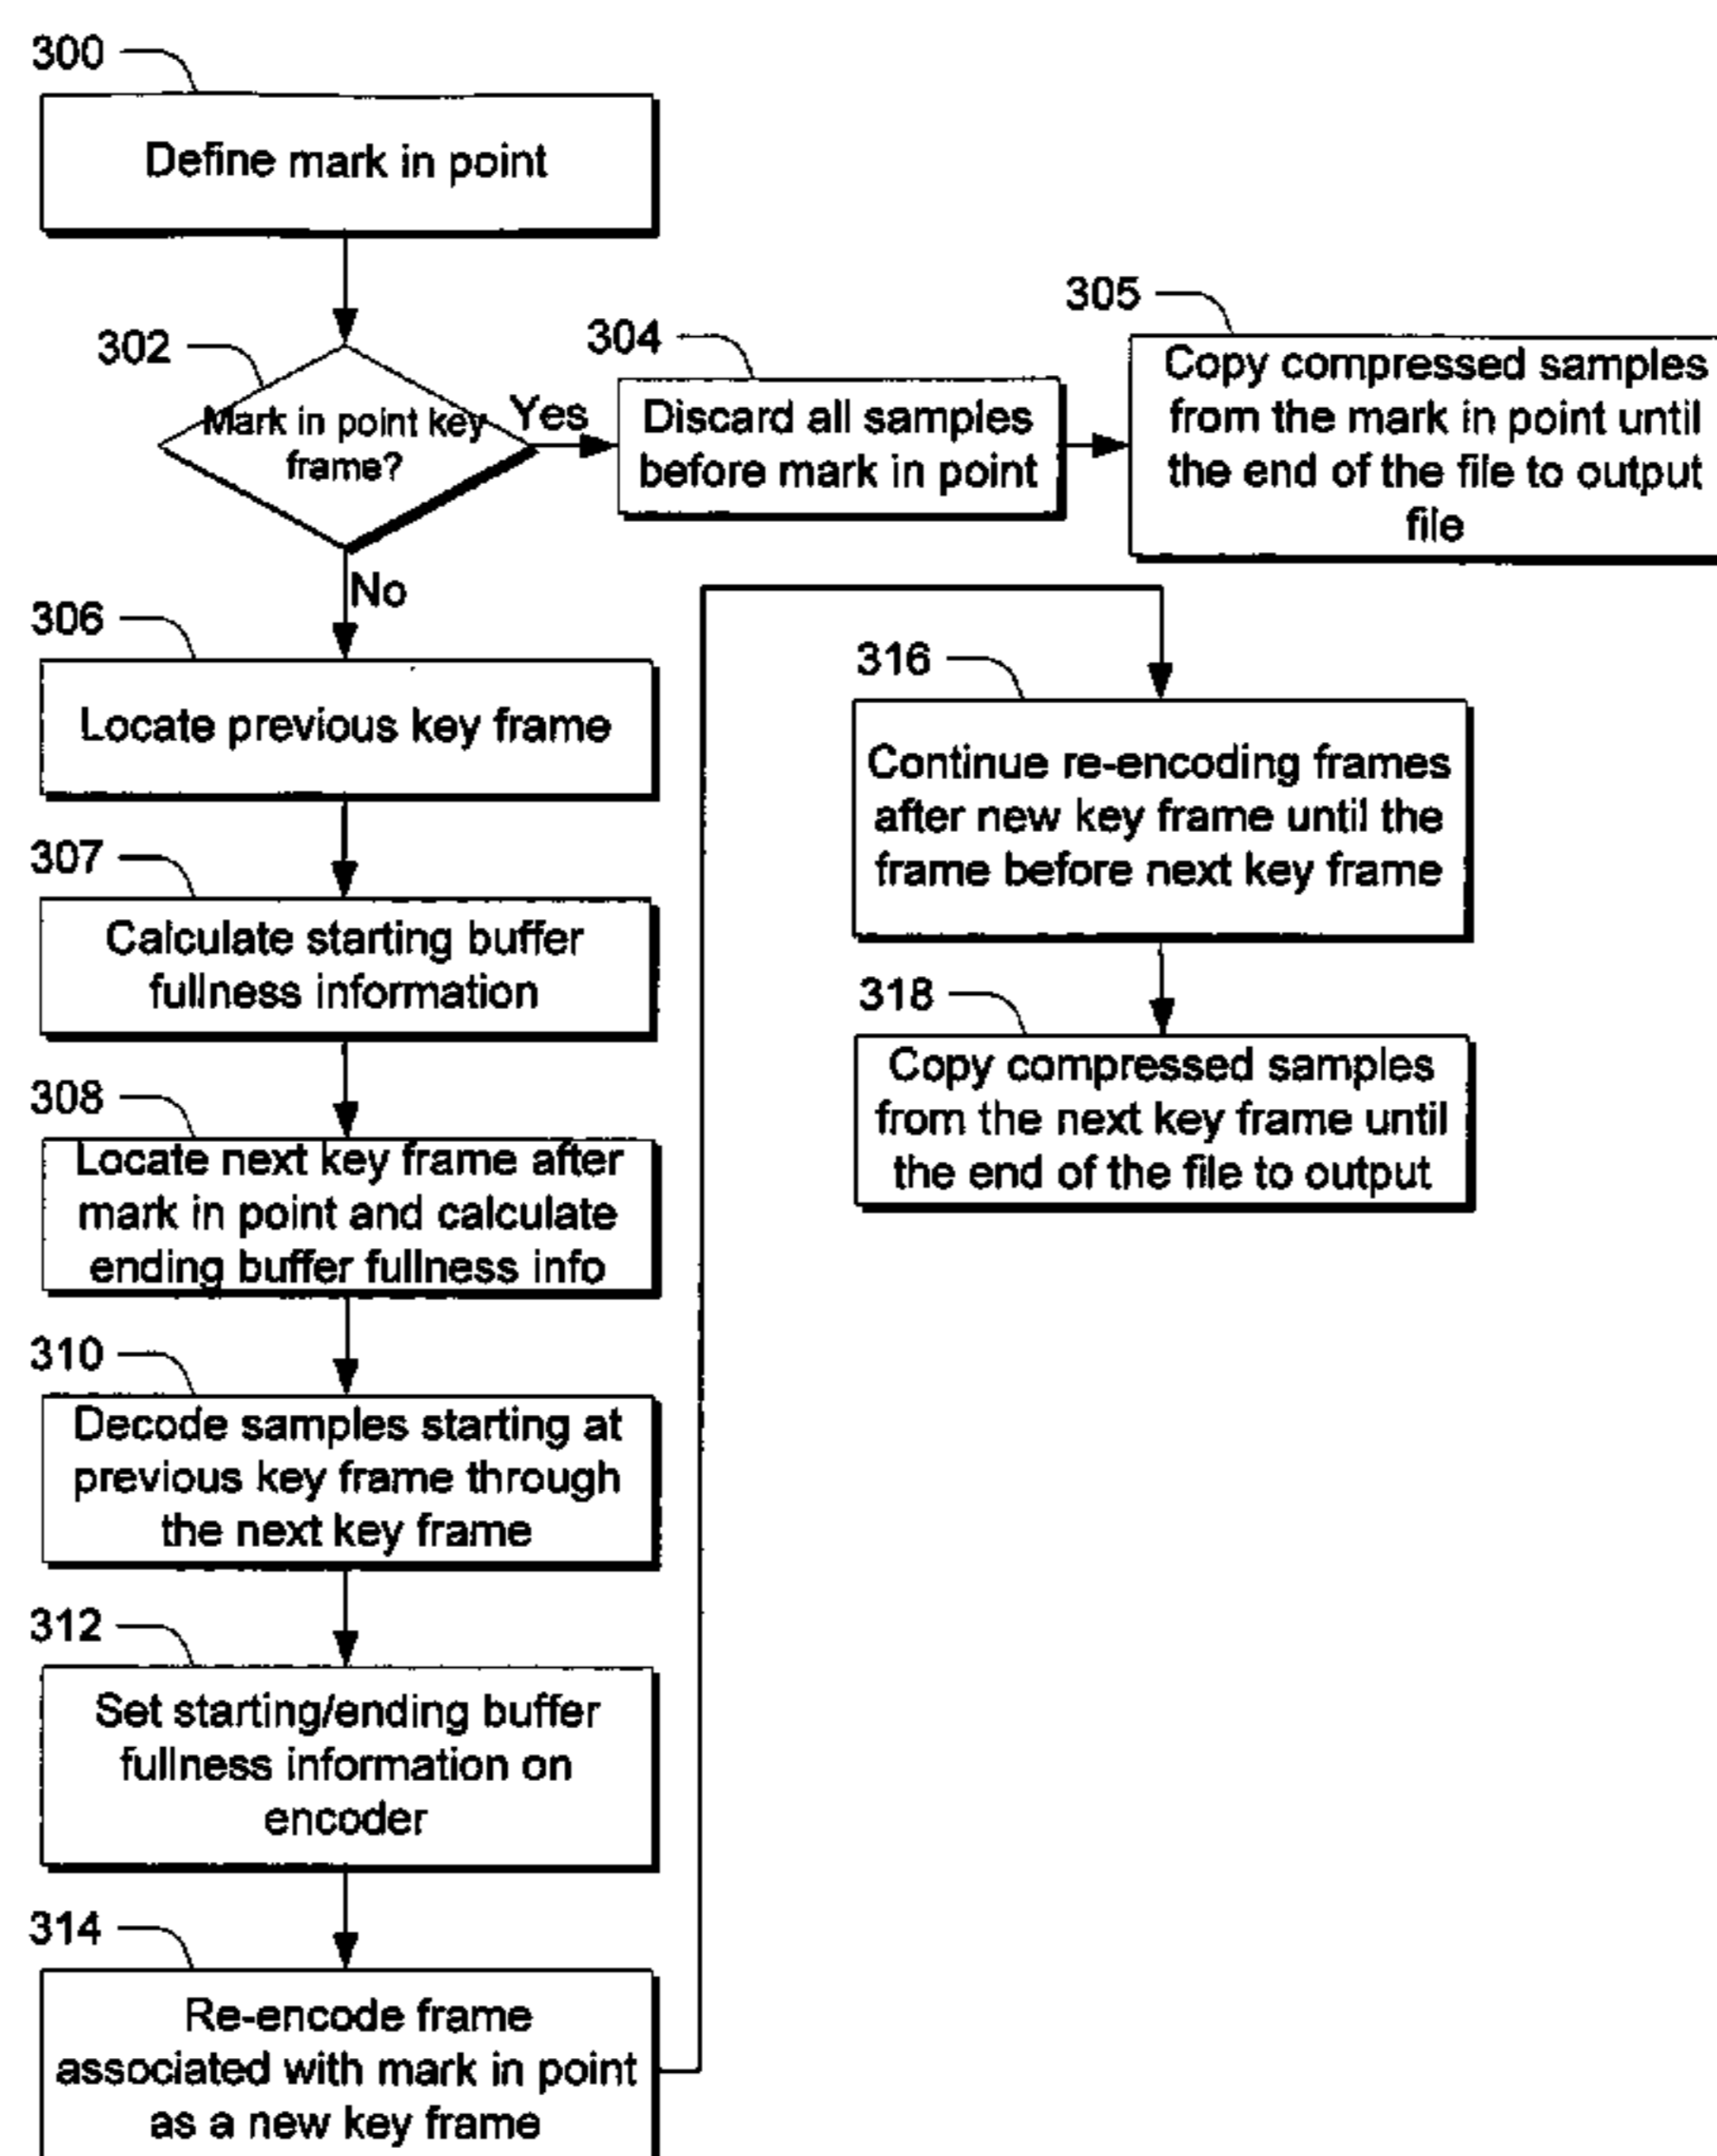 300
Define mark in point
302
Mark in point key
frame?
Yes
No
304
Discard all samples
before mark in point
305
Copy compressed samples
from the mark in point until
the end of the file to output
file
306
Locate previous key frame
307
Calculate starting buffer
fullness information
308
Locate next key frame after
mark in point and calculate
ending buffer fullness info
310
Decode samples starting at
previous key frame through
the next key frame
312
Set starting/ending buffer
fullness information on
encoder
314
Re-encode frame
associated with mark in point
as a new key frame
316
Continue re-encoding frames
after new key frame until the
frame before next key frame
318
Copy compressed samples
from the next key frame until
the end of the file to output